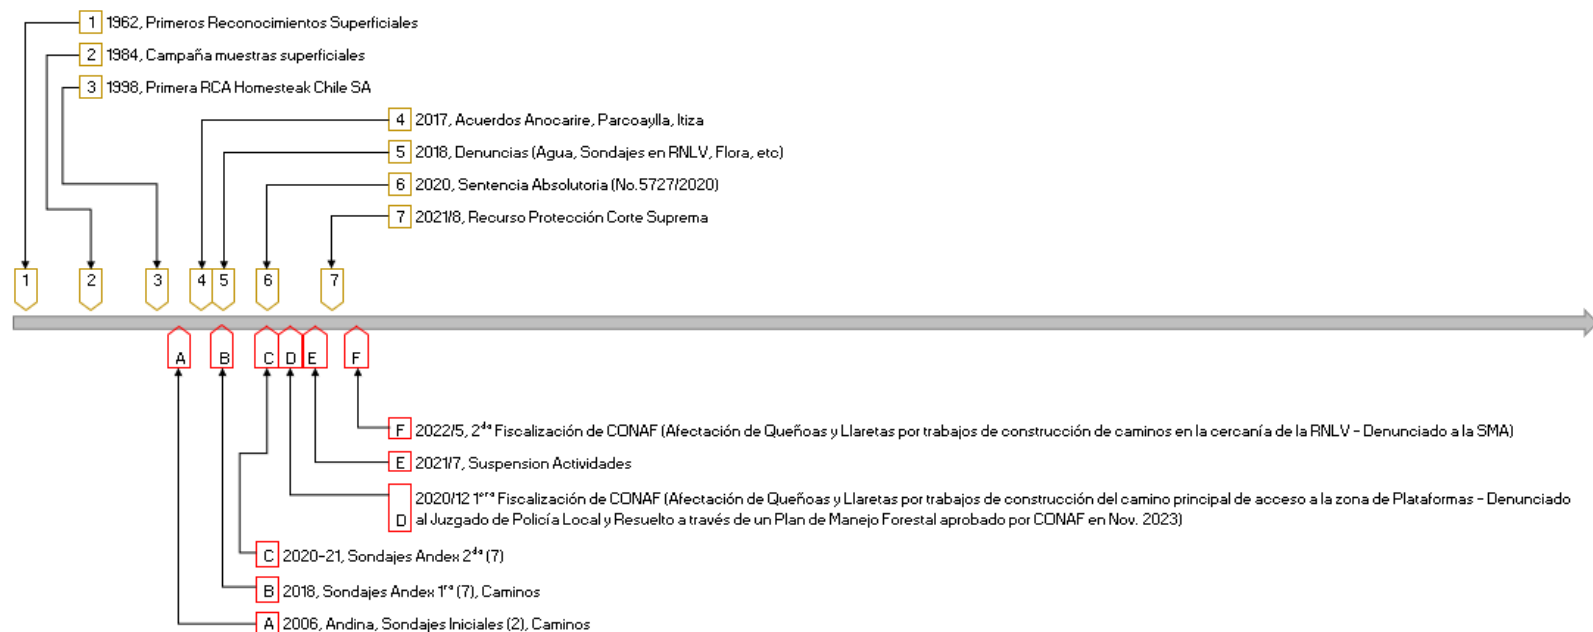 1 1962, Primeros Reconocimientos Superficiales
2 1984, Campaña muestras superficiales
3 1998, Primera RCA Homesteak Chile SA
4 2017, Acuerdos Anocarire, Parcoaylla, Itiza
5 2018, Denuncias (Agua, Sondajes en RNLV, Flora, etc)
6 2020, Sentencia Absolutoria (No.5727/2020)
7 2021/8, Recurso Protección Corte Suprema
1 2 3 4 5 6 7
A B C D E F
F 2022/5, 2da Fiscalización de CONAF (Afectación de Queñoas y Llaretas por trabajos de construcción de caminos en la cercanía de la RNLV - Denunciado a la SMA)
E 2021/7, Suspension Actividades
2020/12 1era Fiscalización de CONAF (Afectación de Queñoas y Llaretas por trabajos de construcción del camino principal de acceso a la zona de Plataformas - Denunciado
D al Juzgado de Policía Local y Resuelto a través de un Plan de Manejo Forestal aprobado por CONAF en Nov. 2023)
C 2020-21, Sondajes Andex 2da (7)
B 2018, Sondajes Andex 1ra (7), Caminos
A 2006, Andina, Sondajes Iniciales (2), Caminos